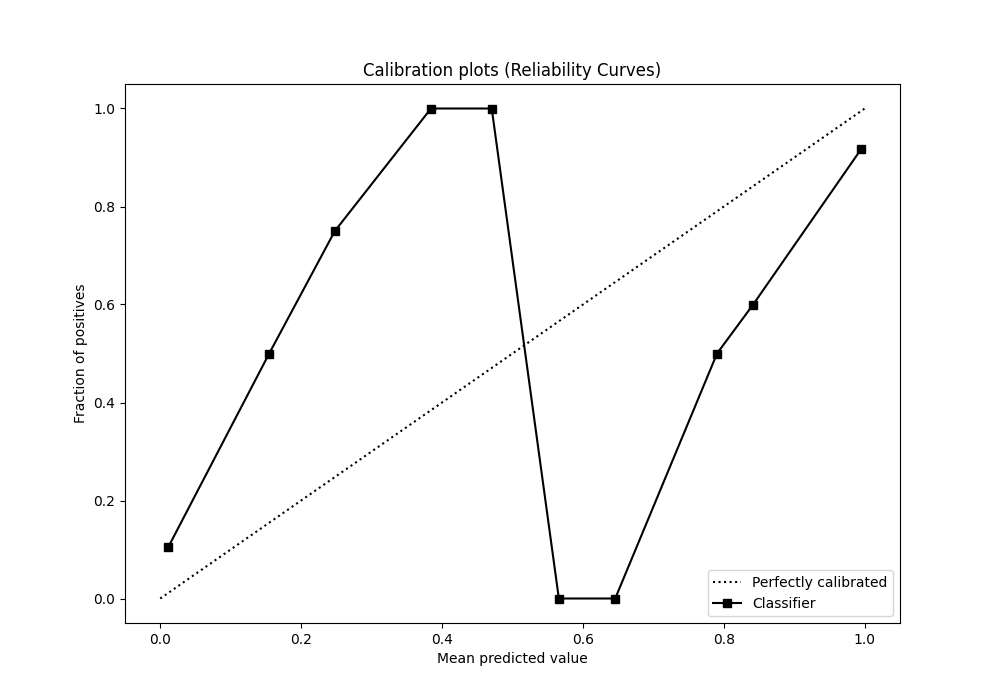 Calibration plots (Reliability Curves)
1.0
0.8
0.6
0.4
0.2
0.0
Fraction of positives
0.0 0.2 0.4 0.6 0.8 1.0
Mean predicted value
Perfectly calibrated
Classifier